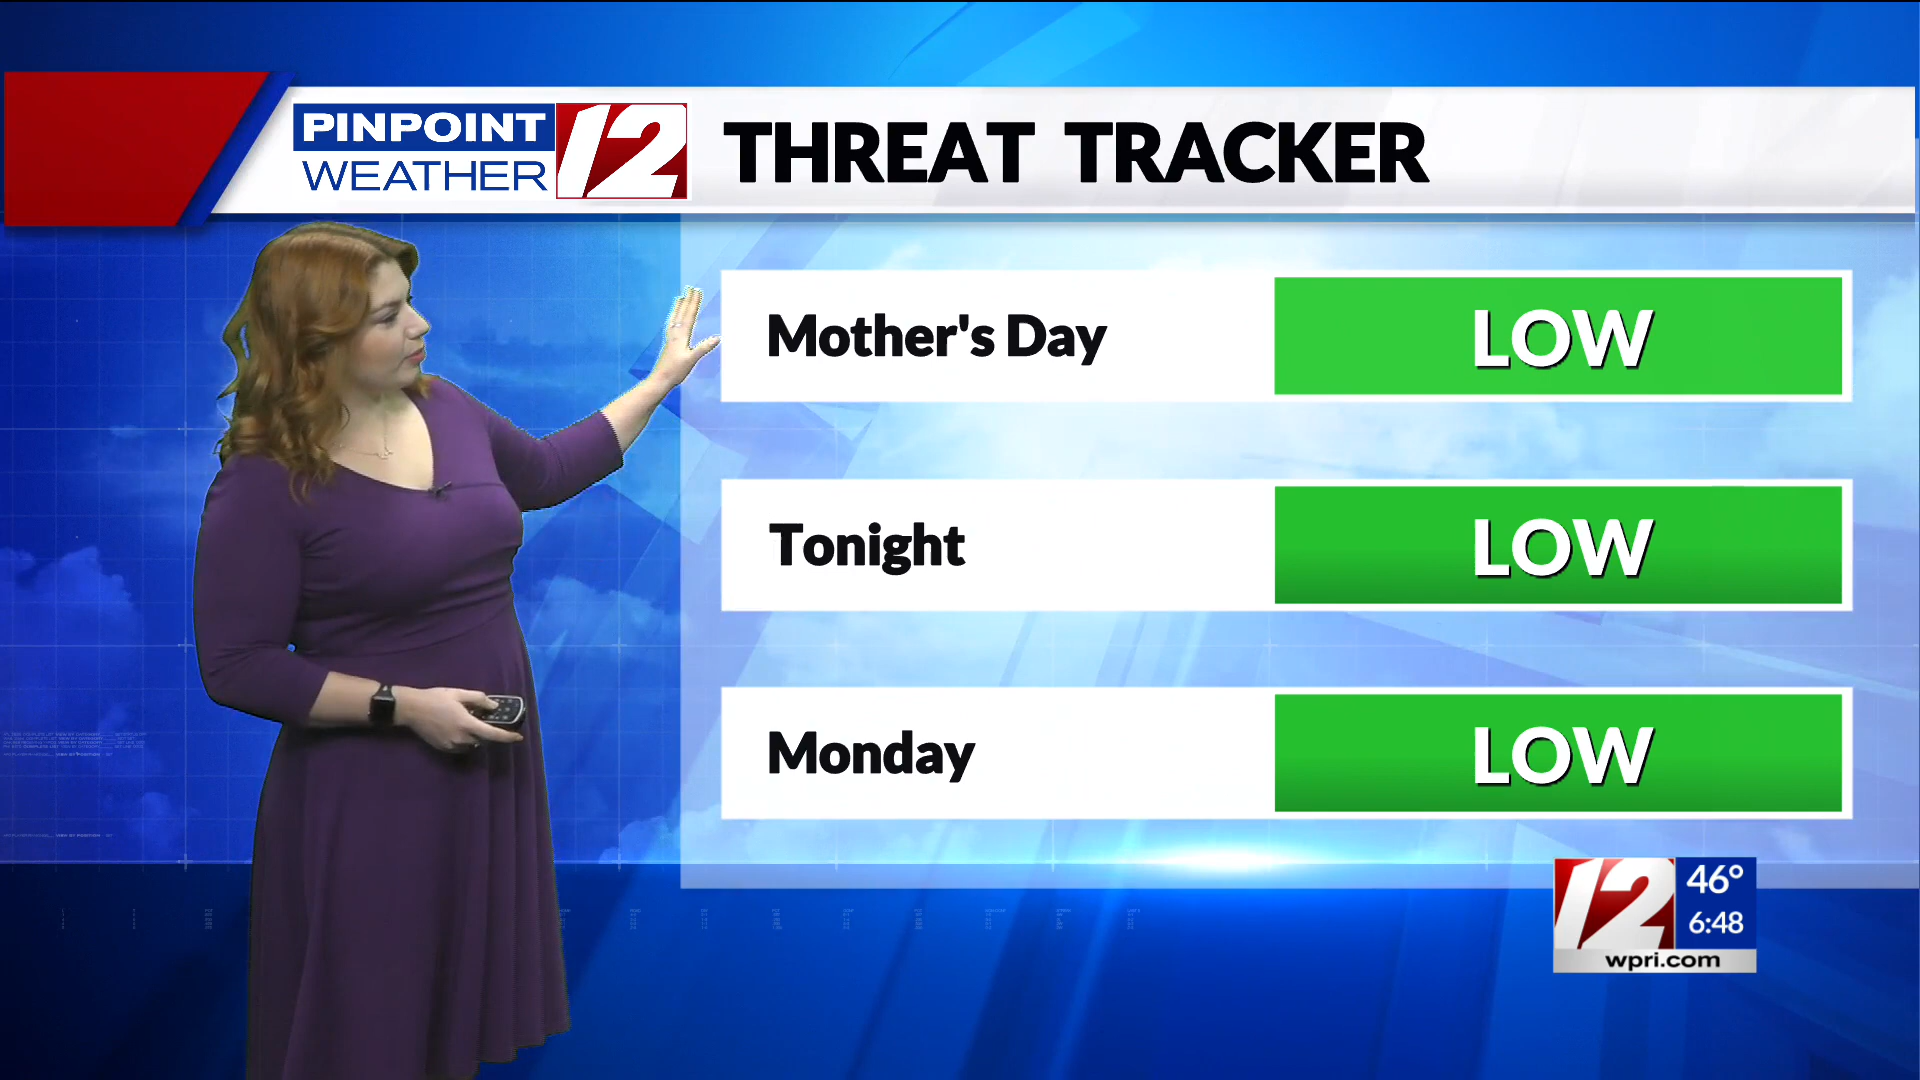 PINPOINT
WEATHER
12
THREAT TRACKER
Mother's Day
LOW
Tonight
LOW
Monday
LOW
12
46°
6:48
wpri.com